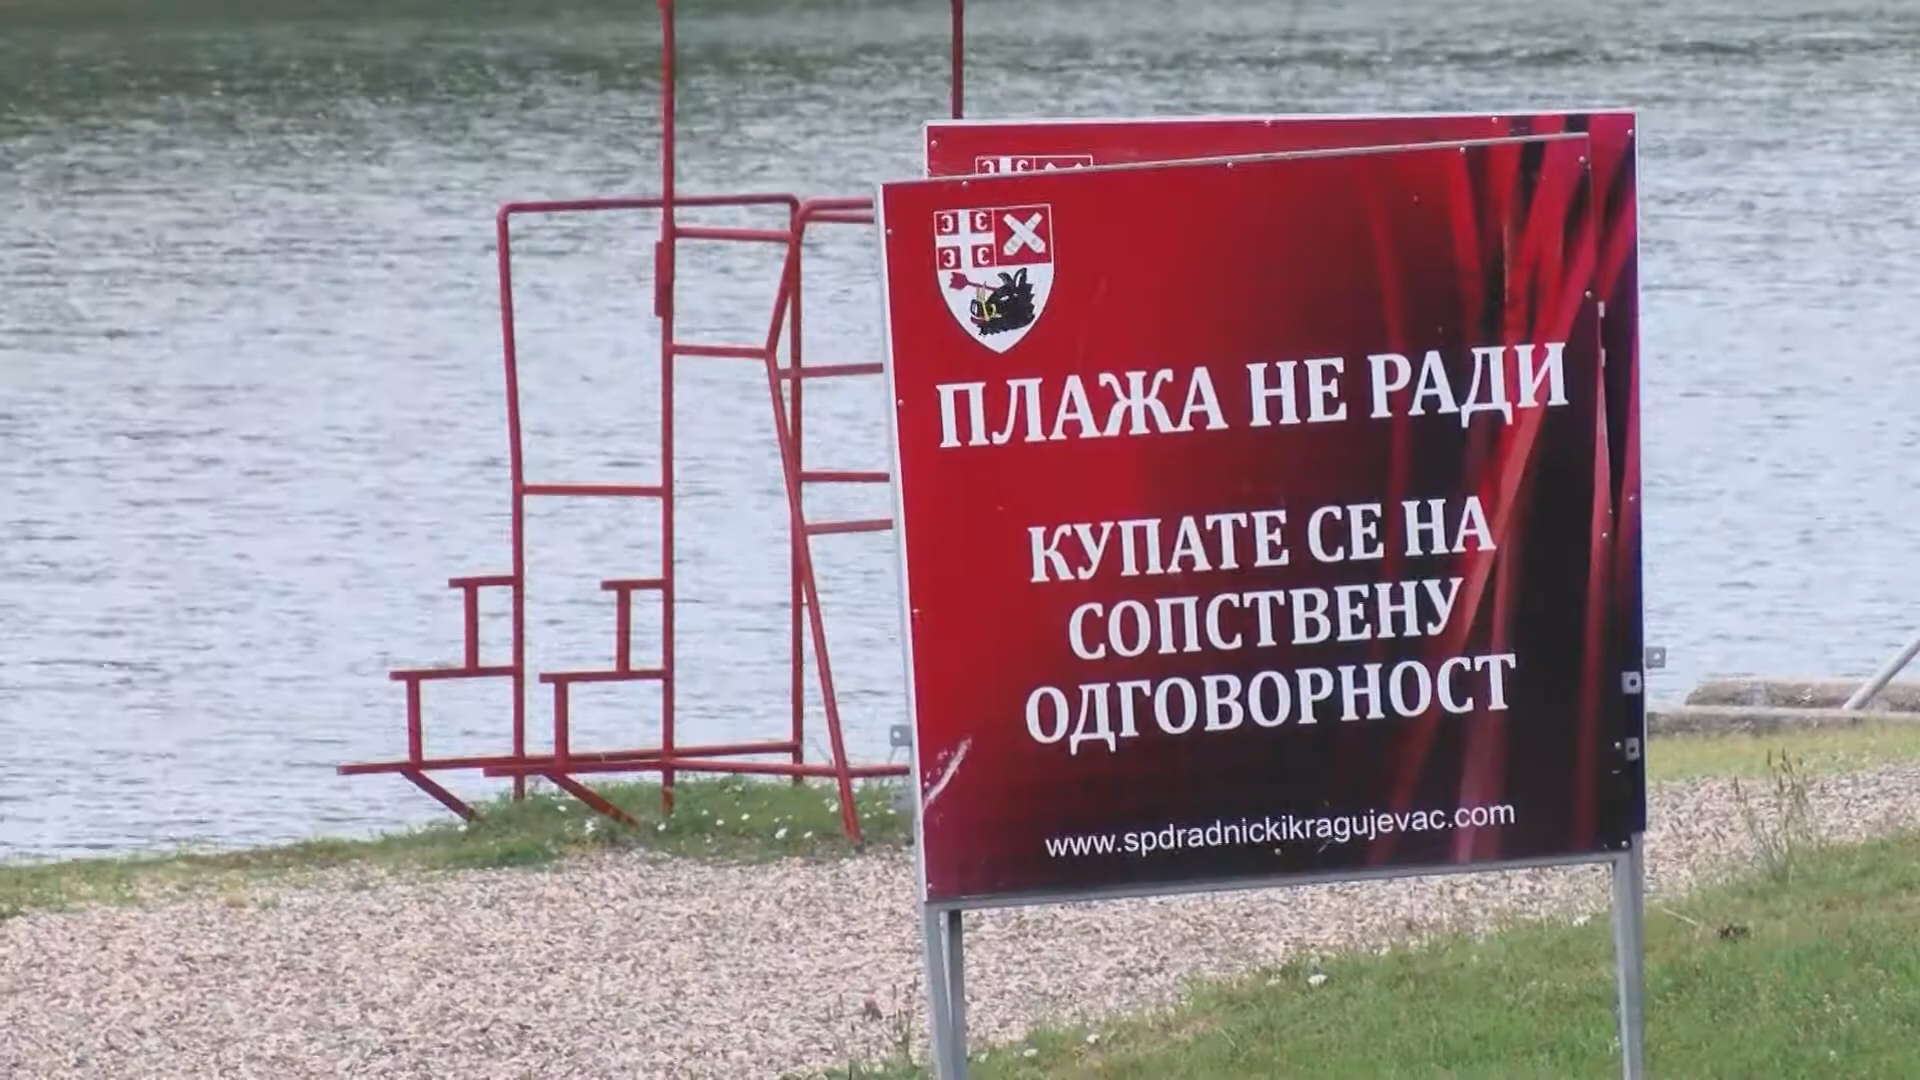 ПЛАЖА НЕ РАДИ
КУПАТЕ СЕ НА
СОПСТВЕНУ
ОДГОВОРНОСТ
www.spdradnickikragujevac.com